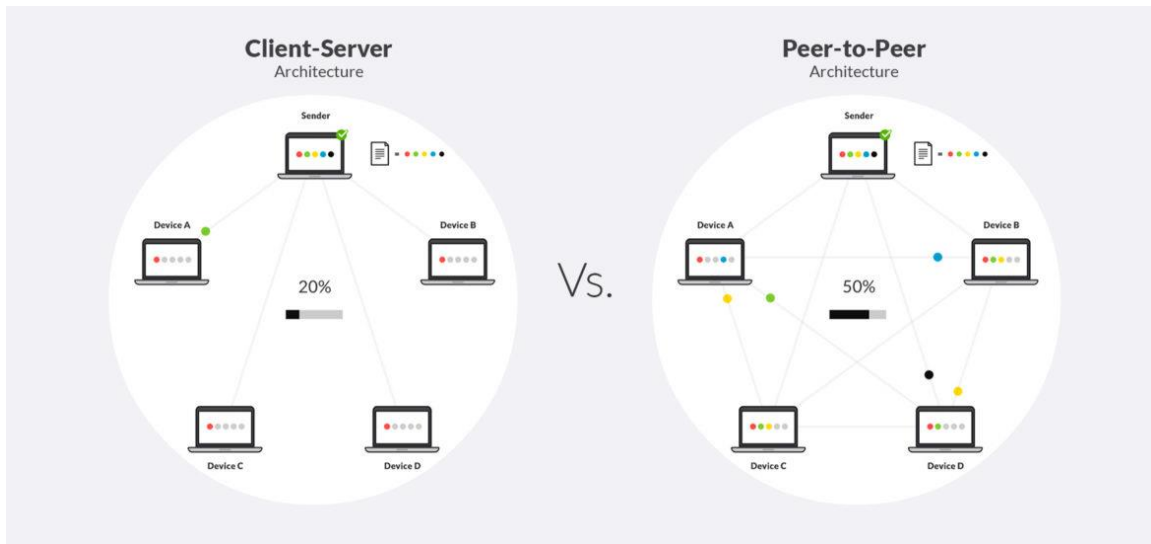 Client-Server
Architecture
Sender
=
Device A
Device B
20%
Device C
Device D
Vs.
Peer-to-Peer
Architecture
Sender
=
Device A
Device B
50%
Device C
Device D